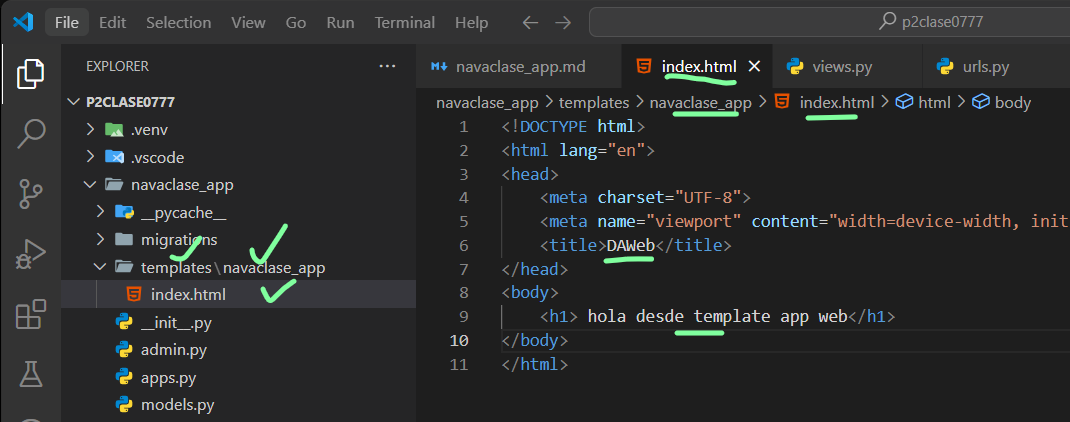 File Edit Selection View Go Run Terminal Help p2clase0777
EXPLORER ...
navaclase_app.md index.html views.py urls.py
P2CLASE0777
navaclase_app > templates > navaclase_app > index.html > html > body
.venv
.vscode
navaclase_app
__pycache__
migrations
templates\navaclase_app
index.html
__init__.py
admin.py
apps.py
models.py
1 <!DOCTYPE html>
2 <html lang="en">
3 <head>
4 <meta charset="UTF-8">
5 <meta name="viewport" content="width=device-width, init
6 <title>DAWeb</title>
7 </head>
8 <body>
9 <h1> hola desde template app web</h1>
10 </body>
11 </html>